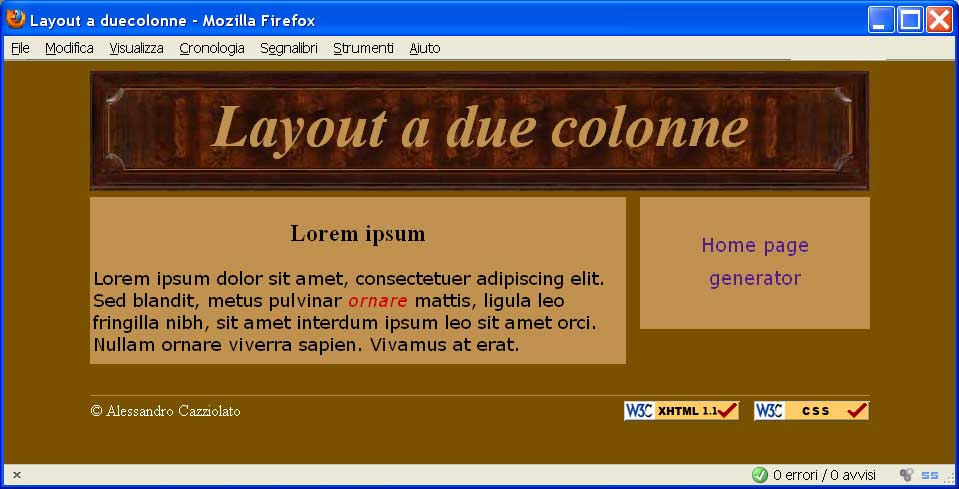 Layout a duecolonne - Mozilla Firefox
File Modifica Visualizza Cronologia Segnalibri Strumenti Aiuto
Layout a due colonne
Lorem ipsum
Lorem ipsum dolor sit amet, consectetuer adipiscing elit.
Sed blandit, metus pulvinar ornare mattis, ligula leo
fringilla nibh, sit amet interdum ipsum leo sit amet orci.
Nullam ornare viverra sapien. Vivamus at erat.
Home page
generator
© Alessandro Cazziolato
W3C XHTML 1.1
W3C CSS
0 errori / 0 avvisi